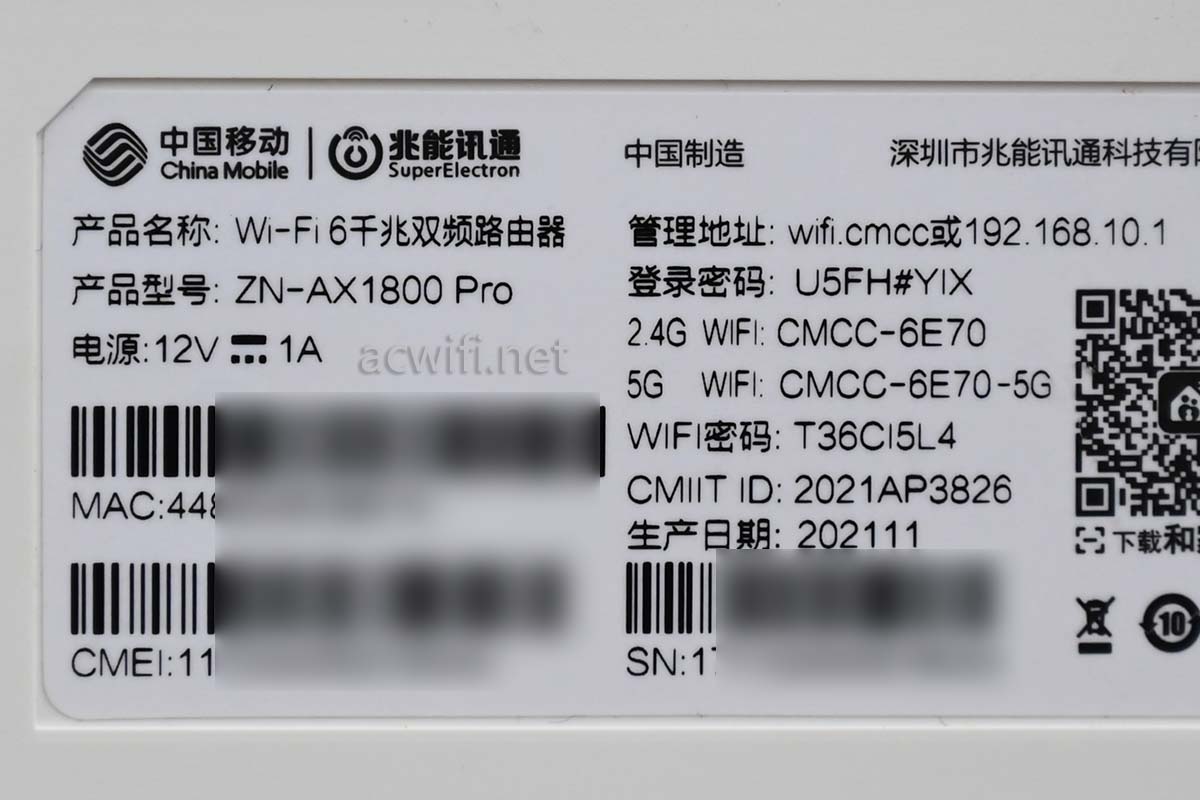 中国移动
China Mobile
兆能讯通
SuperElectron
中国制造
深圳市兆能讯通科技有
产品名称: Wi-Fi 6千兆双频路由器
产品型号: ZN-AX1800 Pro
电源:12V 1A
acwifi.net
MAC:448
CMEI:11
管理地址: wifi.cmcc或192.168.10.1
登录密码: U5FH#YIX
2.4G WIFI: CMCC-6E70
5G WIFI: CMCC-6E70-5G
WIFI密码: T36CI5L4
CMIIT ID: 2021AP3826
生产日期: 202111
SN:17
下载和
10